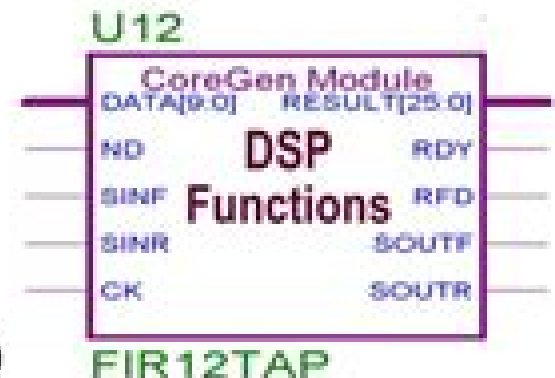 U12
CoreGen Module
DATA[9:0] RESULT[25:0]
ND DSP RDY
SINF Functions RFD
SINR SOUTF
CK SOUTR
FIR12TAP